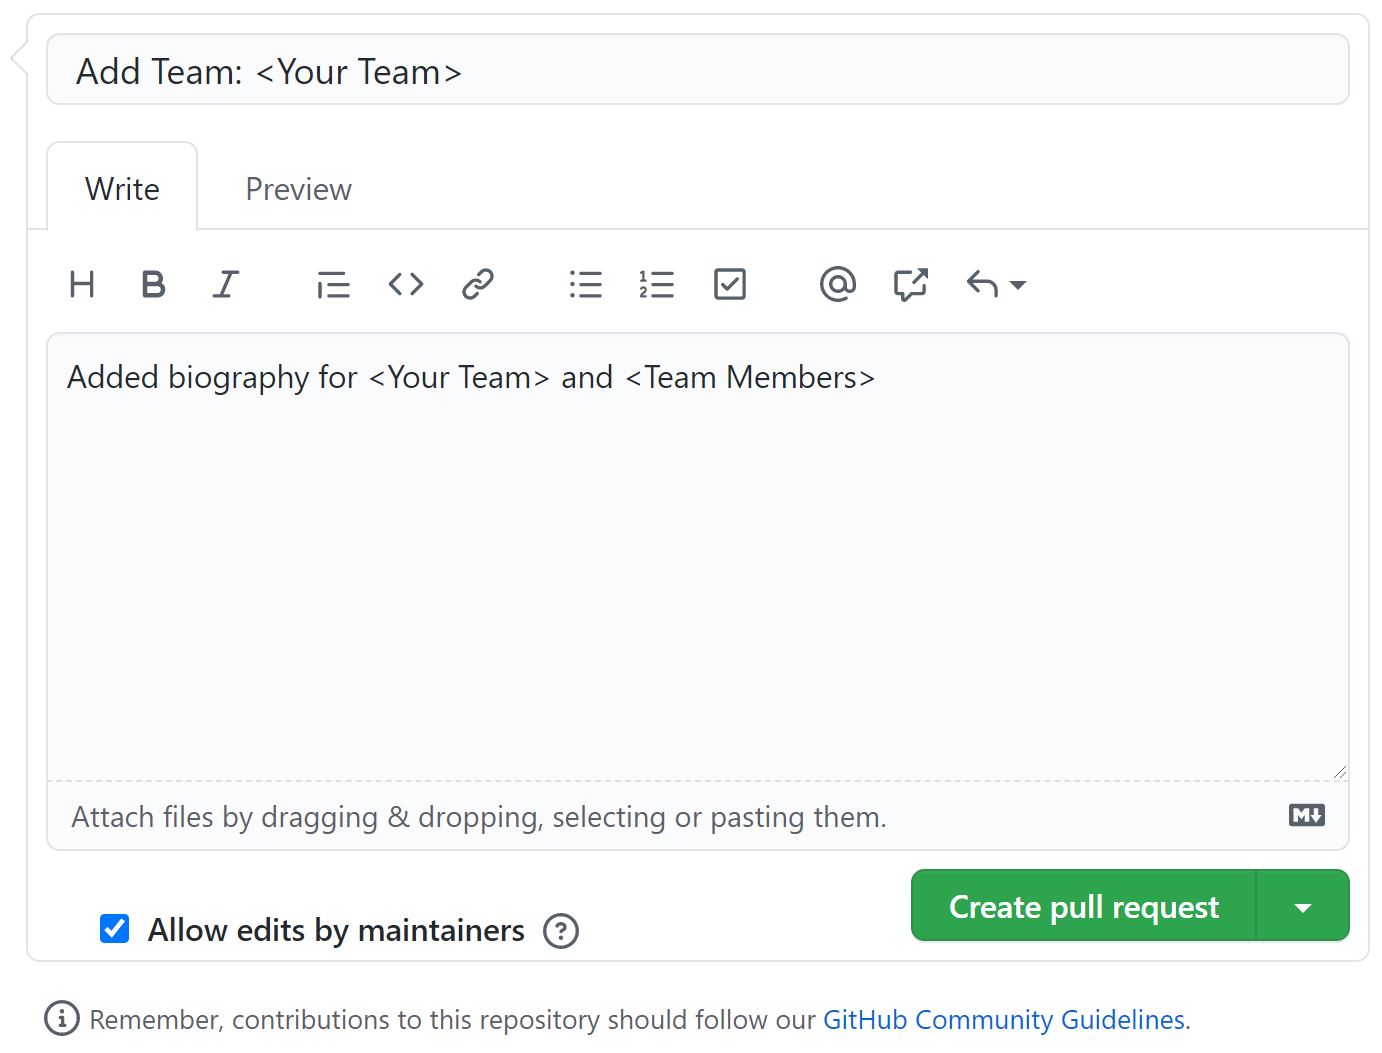 Add Team: <Your Team>
Write Preview
H B I
Added biography for <Your Team> and <Team Members>
Attach files by dragging & dropping, selecting or pasting them.
M
Create pull request
Allow edits by maintainers ?
Remember, contributions to this repository should follow our GitHub Community Guidelines.